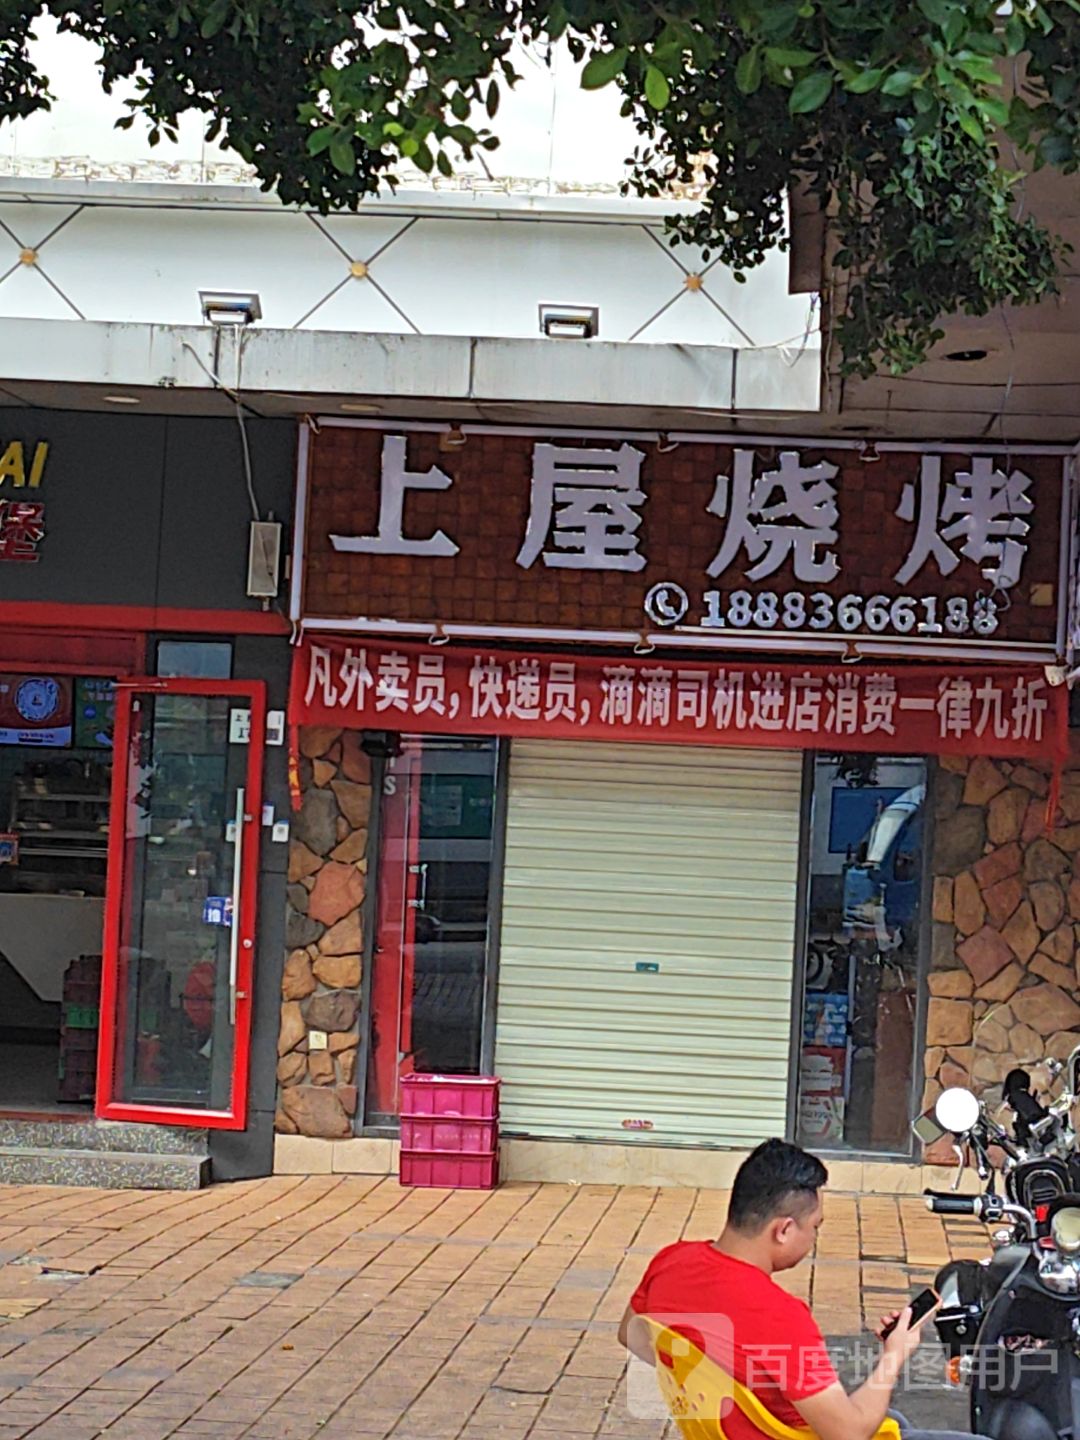 AI
堡
上屋烧烤
18883666188
凡外卖员,快递员,滴滴司机进店消费一律九折
百度地图用户